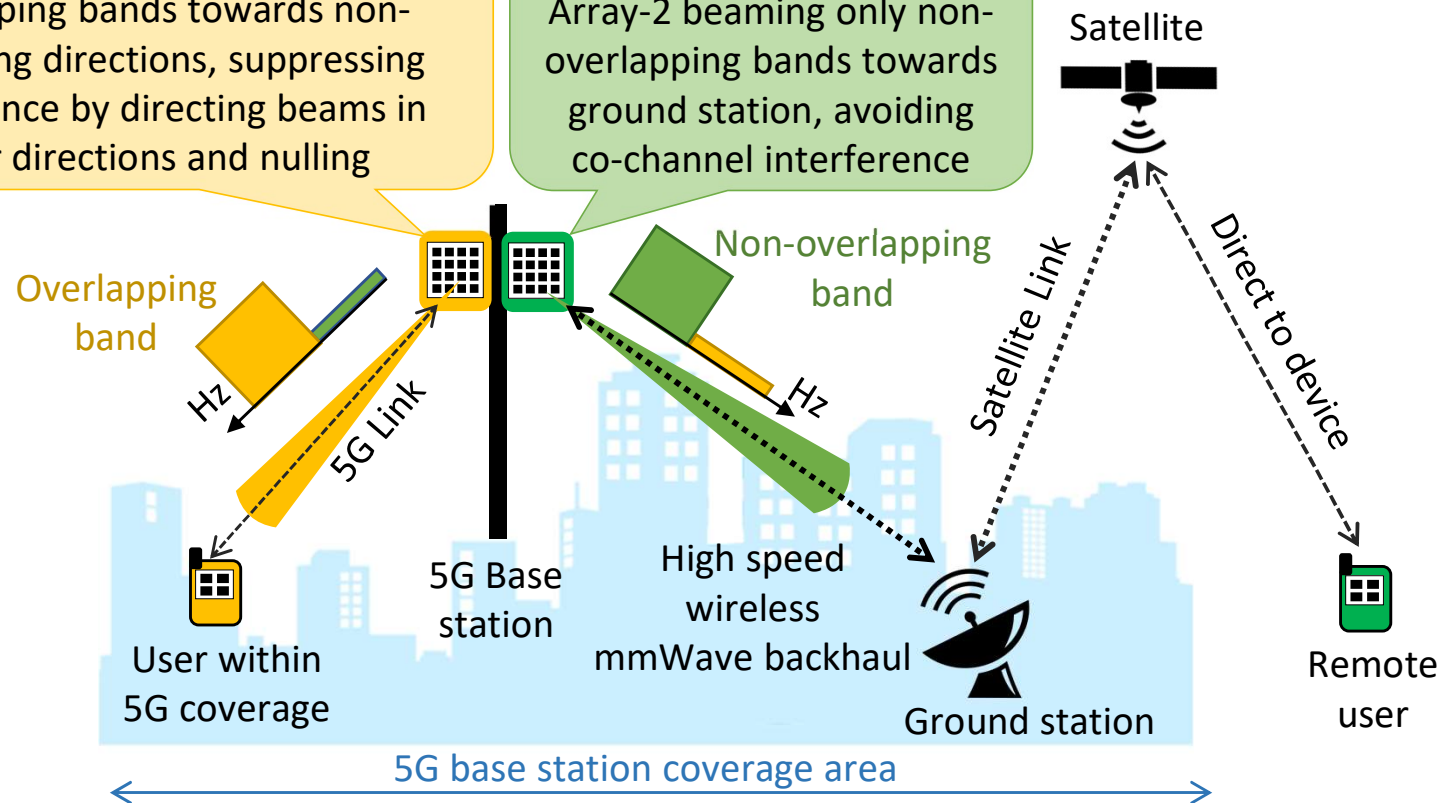 bands towards non-
directions, suppressing
by directing beams in
directions and nulling
Array-2 beaming only non-
overlapping bands towards
ground station, avoiding
co-channel interference
Satellite
Overlapping
band
Hz
5G Link
Non-overlapping
band
Hz
Satellite Link
Direct to device
5G Base
station
High speed
wireless
mmWave backhaul
User within
5G coverage
Ground station
Remote
user
5G base station coverage area